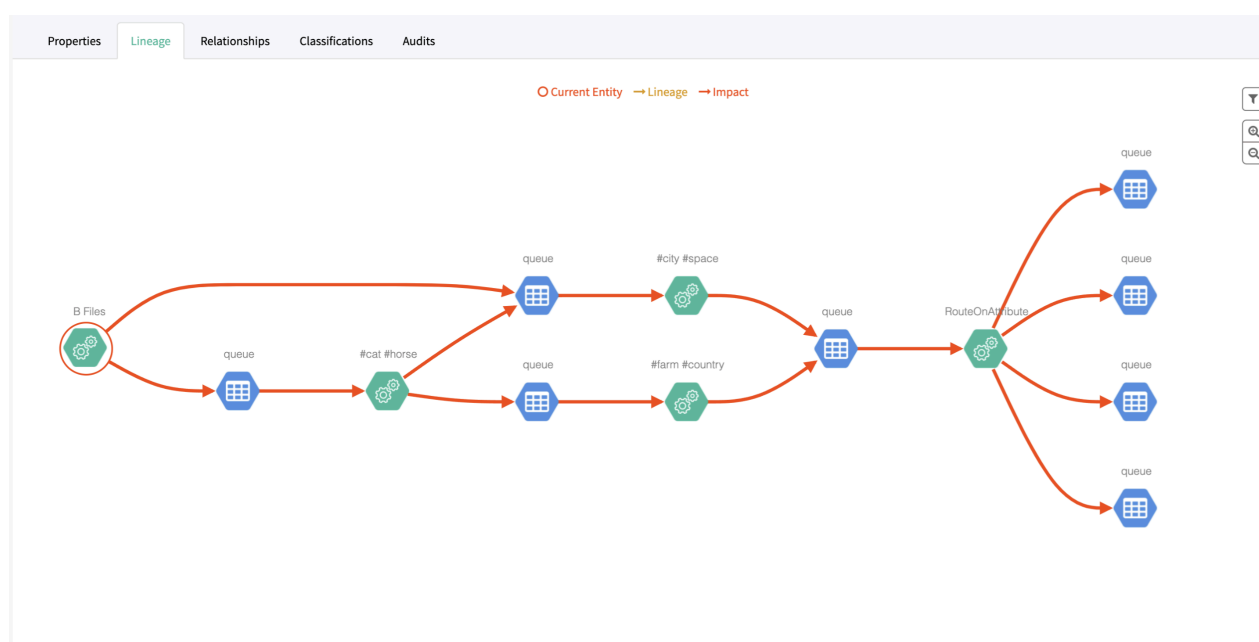 Properties
Lineage
Relationships
Classifications
Audits
Current Entity
Lineage
Impact
queue
queue
#city #space
queue
B Files
queue
RouteOnAttribute
queue
#cat #horse
queue
#farm #country
queue
queue